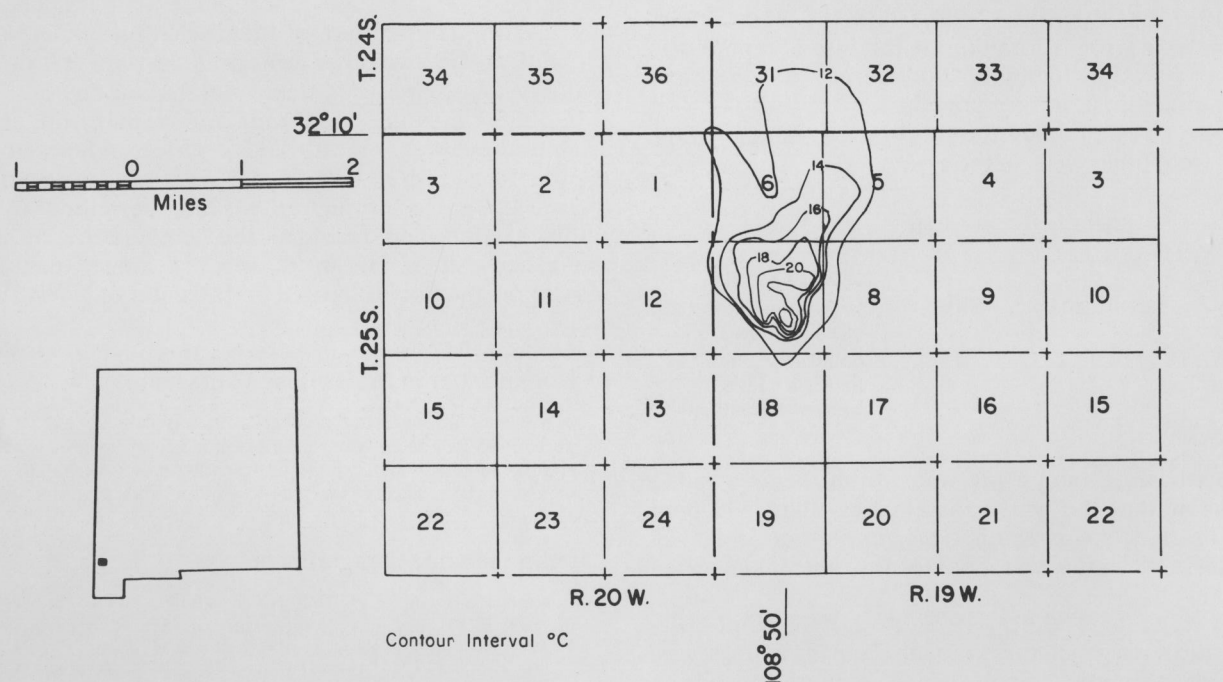 T. 24 S.
34 35 36 31 12 32 33 34
32°10'
1 0 1 2
Miles
3 2 1 6 14 5 4 3
16
18
20
10 11 12 8 9 10
T. 25 S.
15 14 13 18 17 16 15
22 23 24 19 20 21 22
R. 20 W. R. 19 W.
Contour Interval °C
108° 50'